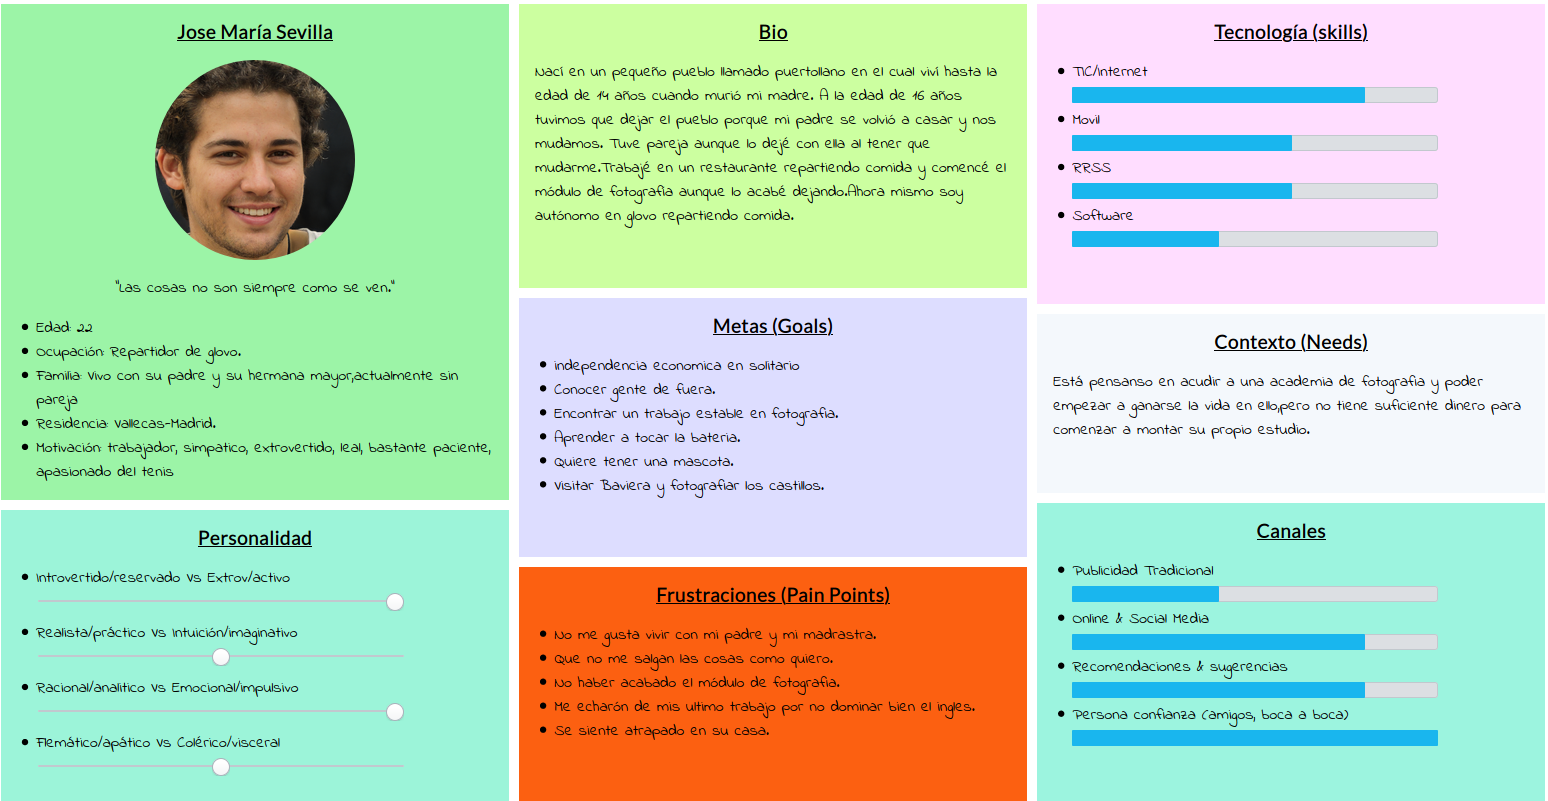 Jose María Sevilla
"Las cosas no son siempre como se ven."
Edad: 22
Ocupación: Repartidor de glovo.
Familia: Vivo con su padre y su hermana mayor,actualmente sin
pareja
Residencia: Vallecas-Madrid.
Motivación: trabajador, simpatico, extrovertido, leal, bastante paciente,
apasionado del tenis
Personalidad
Introvertido/reservado Vs Extrov/activo
Realista/práctico Vs Intuición/imaginativo
Racional/analitico Vs Emocional/impulsivo
Flemático/apático Vs Colérico/visceral
Bio
Nací en un pequeño pueblo llamado puertollano en el cual viví hasta la
edad de 14 años cuando murió mi madre. A la edad de 16 años
tuvimos que dejar el pueblo porque mi padre se volvió a casar y nos
mudamos. Tuve pareja aunque lo dejé con ella al tener que
mudarme.Trabajé en un restaurante repartiendo comida y comencé el
módulo de fotografía aunque lo acabé dejando.Ahora mismo soy
autónomo en glovo repartiendo comida.
Metas (Goals)
independencia economica en solitario
Conocer gente de fuera.
Encontrar un trabajo estable en fotografia.
Aprender a tocar la bateria.
Quiere tener una mascota.
Visitar Baviera y fotografiar los castillos.
Frustraciones (Pain Points)
No me gusta vivir con mi padre y mi madrastra.
Que no me salgan las cosas como quiero.
No haber acabado el módulo de fotografia.
Me echarón de mis ultimo trabajo por no dominar bien el ingles.
Se siente atrapado en su casa.
Tecnología (skills)
TIC/Internet
Movil
RRSS
Software
Contexto (Needs)
Está pensanso en acudir a una academia de fotografia y poder
empezar a ganarse la vida en ello,pero no tiene suficiente dinero para
comenzar a montar su propio estudio.
Canales
Publicidad Tradicional
Online & Social Media
Recomendaciones & sugerencias
Persona confianza (amigos, boca a boca)